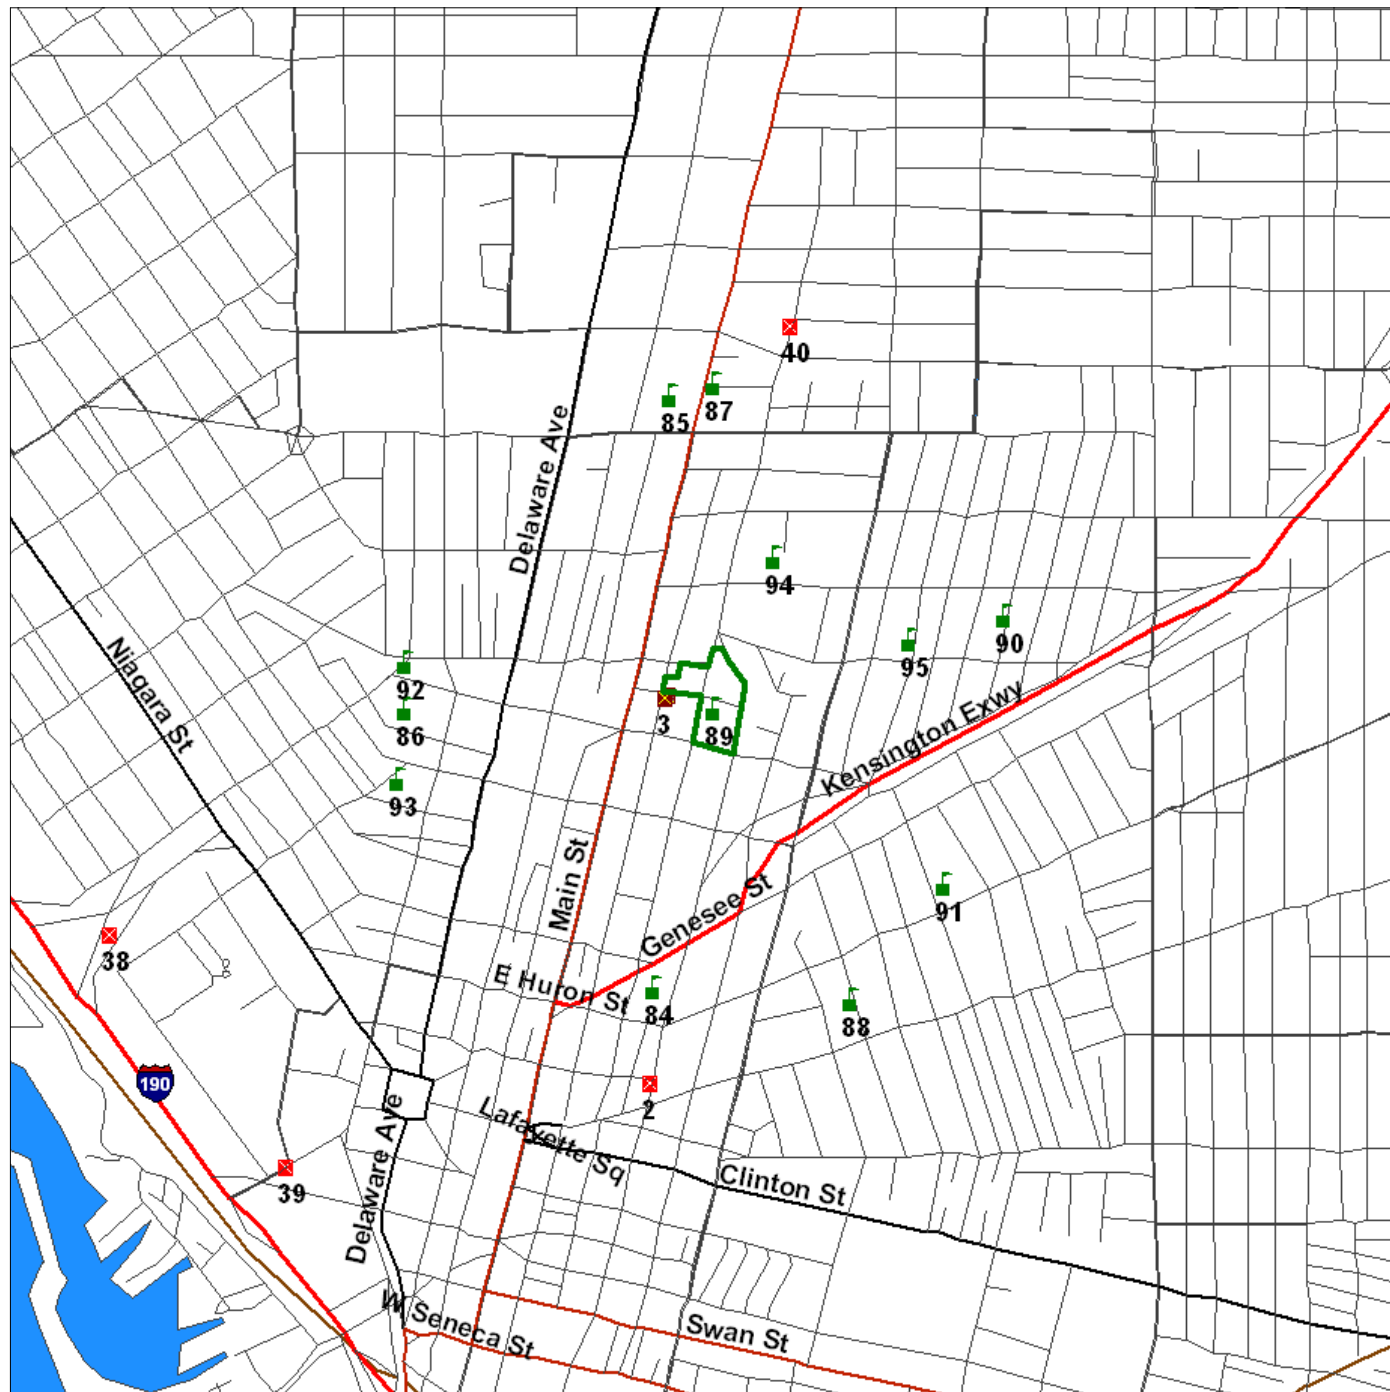 40
87
85
Delaware Ave
94
95
90
92
3
86
89
Niagara St
Kensington Exwy
93
Main St
Genesee St
91
38
E Huron St
84
88
190
2
Lafayette Sq
Clinton St
39
Delaware Ave
W Seneca St
Swan St